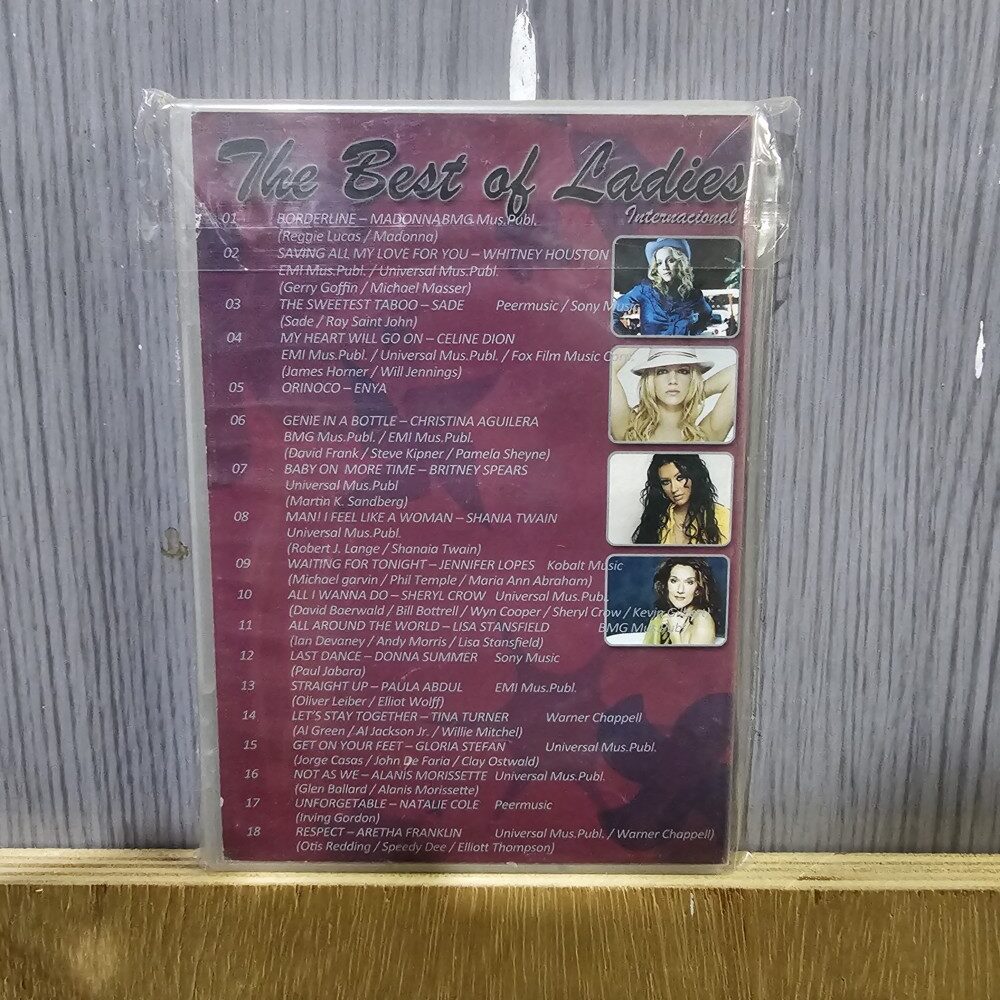 The Best of Ladies
Internacional
01 BORDERLINE – MADONNABMG Mus.Publ.
(Reggie Lucas / Madonna)
02 SAVING ALL MY LOVE FOR YOU – WHITNEY HOUSTON
EMI Mus.Publ. / Universal Mus.Publ.
(Gerry Goffin / Michael Masser)
03 THE SWEETEST TABOO – SADE Peermusic / Sony Music
(Sade / Ray Saint John)
04 MY HEART WILL GO ON – CELINE DION
EMI Mus.Publ. / Universal Mus.Publ. / Fox Film Music
(James Horner / Will Jennings)
05 ORINOCO – ENYA
06 GENIE IN A BOTTLE – CHRISTINA AGUILERA
BMG Mus.Publ. / EMI Mus.Publ.
(David Frank / Steve Kipner / Pamela Sheyne)
07 BABY ON MORE TIME – BRITNEY SPEARS
Universal Mus.Publ
(Martin K. Sandberg)
08 MAN! I FEEL LIKE A WOMAN – SHANIA TWAIN
Universal Mus.Publ.
(Robert J. Lange / Shanaia Twain)
09 WAITING FOR TONIGHT – JENNIFER LOPES Kobalt Music
(Michael garvin / Phil Temple / Maria Ann Abraham)
10 ALL I WANNA DO – SHERYL CROW Universal Mus.Publ.
(David Baerwald / Bill Bottrell / Wyn Cooper / Sheryl Crow / Kevin
11 ALL AROUND THE WORLD – LISA STANSFIELD BMG
(Ian Devaney / Andy Morris / Lisa Stansfield)
12 LAST DANCE – DONNA SUMMER Sony Music
(Paul Jabara)
13 STRAIGHT UP – PAULA ABDUL EMI Mus.Publ.
(Oliver Leiber / Elliot Wolff)
14 LET'S STAY TOGETHER – TINA TURNER Warner Chappell
(Al Green / Al Jackson Jr. / Willie Mitchel)
15 GET ON YOUR FEET – GLORIA STEFAN Universal Mus.Publ.
(Jorge Casas / John De Faria / Clay Ostwald)
16 NOT AS WE – ALANIS MORISSETTE Universal Mus.Publ.
(Glen Ballard / Alanis Morissette)
17 UNFORGETABLE – NATALIE COLE Peermusic
(Irving Gordon)
18 RESPECT – ARETHA FRANKLIN Universal Mus.Publ. / Warner Chappell)
(Otis Redding / Speedy Dee / Elliott Thompson)